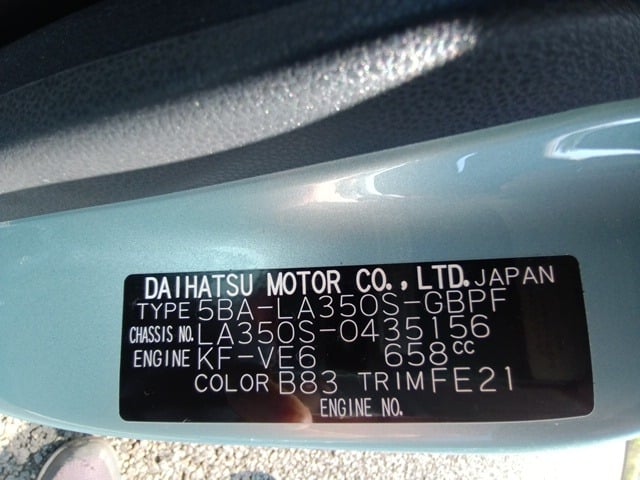 DAIHATSU MOTOR CO., LTD. JAPAN
TYPE 5BA-LA350S-GBPF
CHASSIS NO. LA350S-0435156
ENGINE KF-VE6 658cc
COLOR B83 TRIM FE21
ENGINE NO.